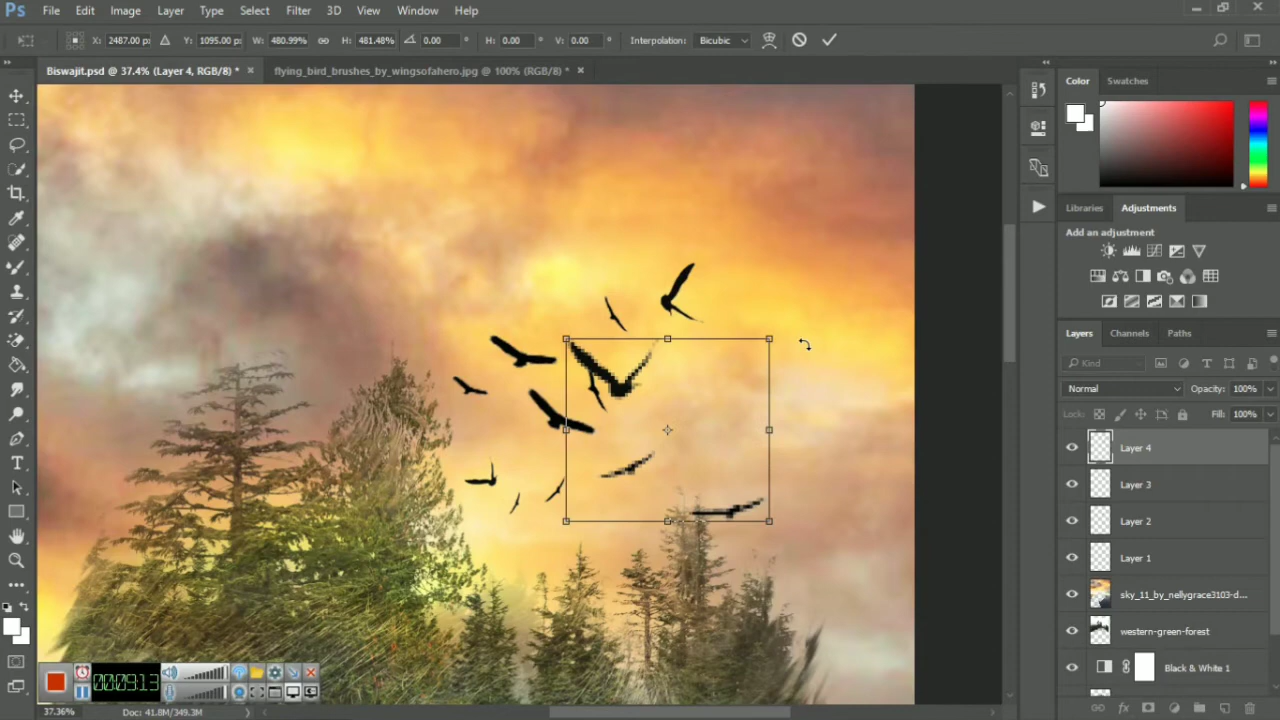 Ps File Edit Image Layer Type Select Filter 3D View Window Help
X: 2487.00 px Y: 1095.00 p: W: 480.99% H: 481.48% 0.00 ° H: 0.00 ° V: 0.00 ° Interpolation: Bicubic
Biswajit.psd @ 37.4% (Layer 4, RGB/8) * × flying_bird_brushes_by_wingsofahero.jpg @ 100% (RGB/8) * ×
Color Swatches
Libraries Adjustments
Add an adjustment
Layers Channels Paths
Kind
Normal Opacity: 100%
Lock: Fill: 100%
Layer 4
Layer 3
Layer 2
Layer 1
sky_11_by_nellygrace3103-d...
western-green-forest
Black & White 1
00:09:13
37.36% Doc: 41.8M/349.3M